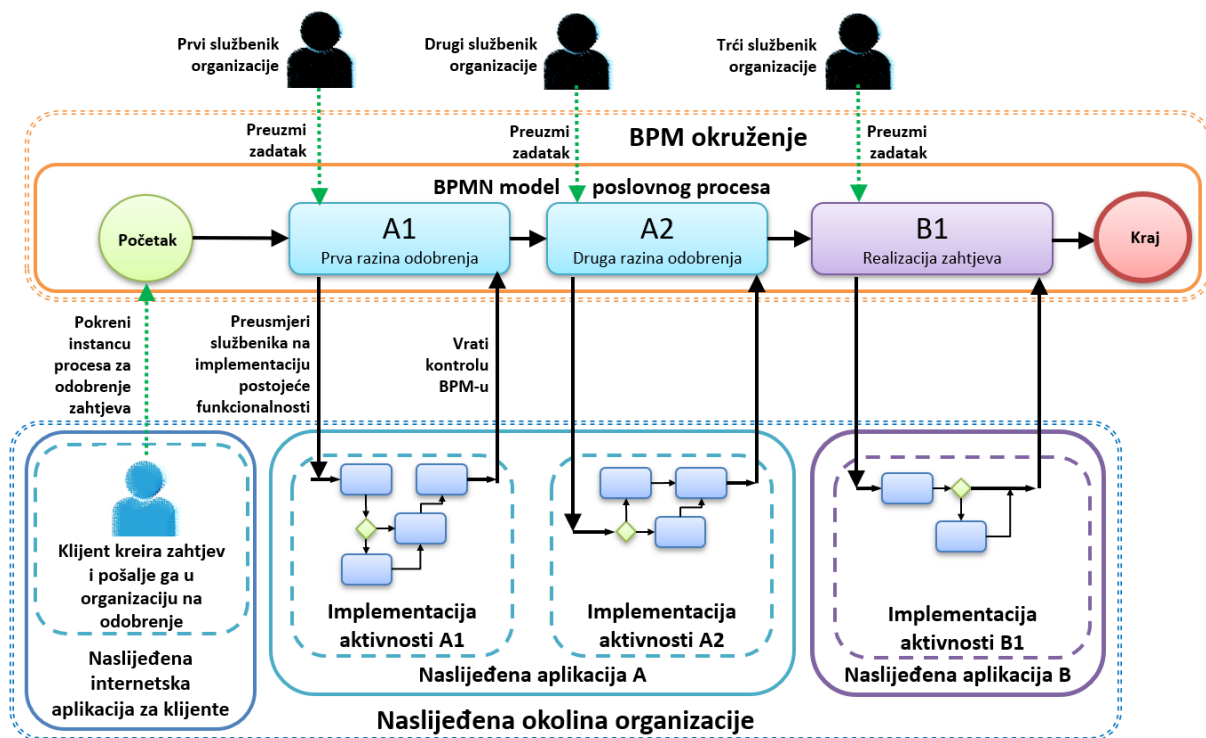 Prvi službenik
organizacije
Drugi službenik
organizacije
Trći službenik
organizacije
Preuzmi
zadatak
Preuzmi
zadatak
BPM okruženje
Preuzmi
zadatak
BPMN model poslovnog procesa
Početak
A1
Prva razina odobrenja
A2
Druga razina odobrenja
B1
Realizacija zahtjeva
Kraj
Pokreni
instancu
procesa za
odobrenje
zahtjeva
Preusmjeri
službenika na
implementaciju
postojeće
funkcionalnosti
Vrati
kontrolu
BPM-u
Klijent kreira zahtjev
i pošalje ga u
organizaciju na
odobrenje
Naslijeđena
internetska
aplikacija za klijente
Implementacija
aktivnosti A1
Implementacija
aktivnosti A2
Naslijeđena aplikacija A
Implementacija
aktivnosti B1
Naslijeđena aplikacija B
Naslijeđena okolina organizacije